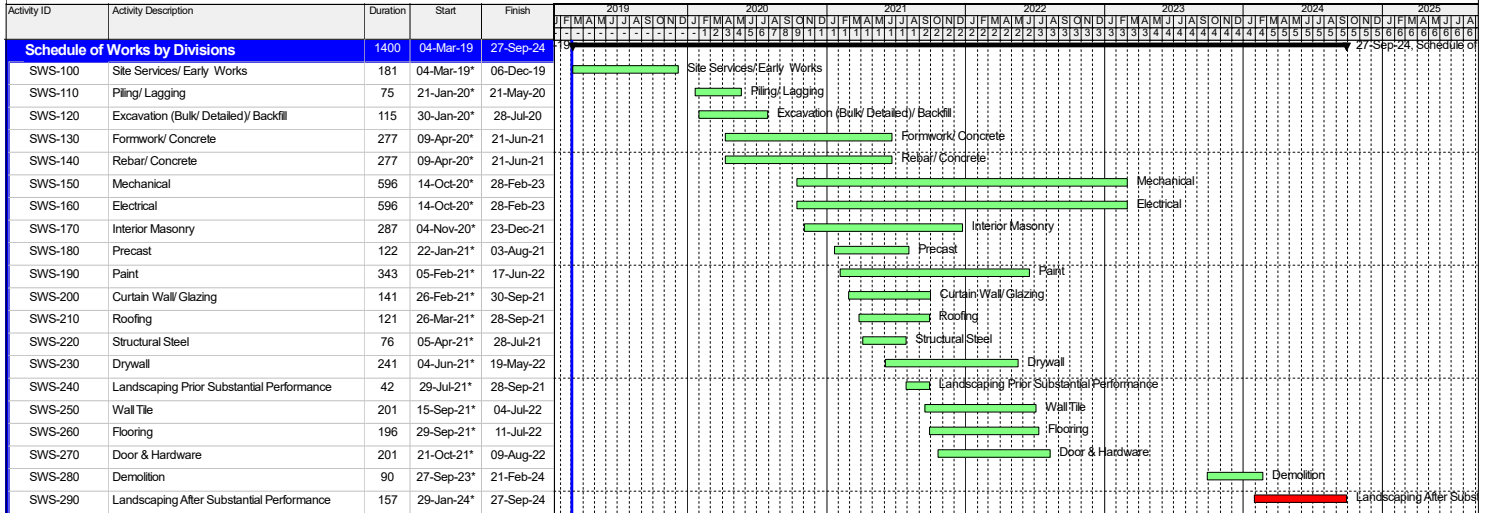 Activity ID Activity Description Duration Start Finish 2019 2020 2021 2022 2023 2024 2025
Schedule of Works by Divisions 1400 04-Mar-19 27-Sep-24 27-Sep-24, Schedule of
SWS-100 Site Services/ Early Works 181 04-Mar-19* 06-Dec-19 Site Services/ Early Works
SWS-110 Piling/ Lagging 75 21-Jan-20* 21-May-20 Piling/ Lagging
SWS-120 Excavation (Bulk/ Detailed)/ Backfill 115 30-Jan-20* 28-Jul-20 Excavation (Bulk/ Detailed)/ Backfill
SWS-130 Formwork/ Concrete 277 09-Apr-20* 21-Jun-21 Formwork/ Concrete
SWS-140 Rebar/ Concrete 277 09-Apr-20* 21-Jun-21 Rebar/ Concrete
SWS-150 Mechanical 596 14-Oct-20* 28-Feb-23 Mechanical
SWS-160 Electrical 596 14-Oct-20* 28-Feb-23 Electrical
SWS-170 Interior Masonry 287 04-Nov-20* 23-Dec-21 Interior Masonry
SWS-180 Precast 122 22-Jan-21* 03-Aug-21 Precast
SWS-190 Paint 343 05-Feb-21* 17-Jun-22 Paint
SWS-200 Curtain Wall/ Glazing 141 26-Feb-21* 30-Sep-21 Curtain Wall/ Glazing
SWS-210 Roofing 121 26-Mar-21* 28-Sep-21 Roofing
SWS-220 Structural Steel 76 05-Apr-21* 28-Jul-21 Structural Steel
SWS-230 Drywall 241 04-Jun-21* 19-May-22 Drywall
SWS-240 Landscaping Prior Substantial Performance 42 29-Jul-21* 28-Sep-21 Landscaping Prior Substantial Performance
SWS-250 Wall Tile 201 15-Sep-21* 04-Jul-22 Wall Tile
SWS-260 Flooring 196 29-Sep-21* 11-Jul-22 Flooring
SWS-270 Door & Hardware 201 21-Oct-21* 09-Aug-22 Door & Hardware
SWS-280 Demolition 90 27-Sep-23* 21-Feb-24 Demolition
SWS-290 Landscaping After Substantial Performance 157 29-Jan-24* 27-Sep-24 Landscaping After Subst